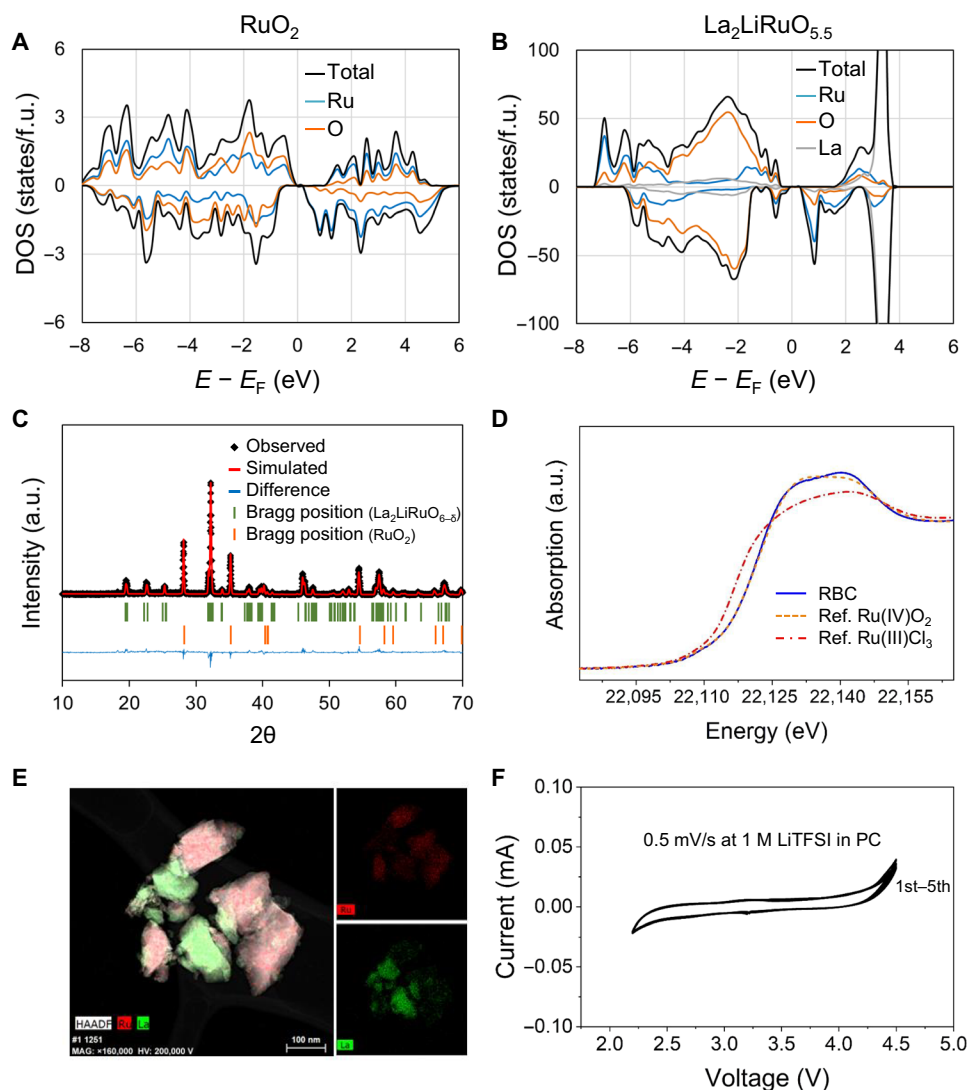 RuO2
La2LiRuO5.5
A
6
3
0
−3
−6
DOS (states/f.u.)
Total
Ru
O
−8 −6 −4 −2 0 2 4 6
E − EF (eV)
B
100
50
0
−50
−100
DOS (states/f.u.)
Total
Ru
O
La
−8 −6 −4 −2 0 2 4 6
E − EF (eV)
C
Observed
Simulated
Difference
Bragg position (La2LiRuO6–δ)
Bragg position (RuO2)
Intensity (a.u.)
10 20 30 40 50 60 70
2θ
D
Absorption (a.u.)
RBC
Ref. Ru(IV)O2
Ref. Ru(III)Cl3
22,095 22,110 22,125 22,140 22,155
Energy (eV)
E
HAADF Ru La
#1 1251
MAG: ×160,000 HV: 200,000 V
100 nm
Ru
La
F
0.10
0.05
0.00
−0.05
−0.10
Current (mA)
0.5 mV/s at 1 M LiTFSI in PC
1st–5th
2.0 2.5 3.0 3.5 4.0 4.5 5.0
Voltage (V)